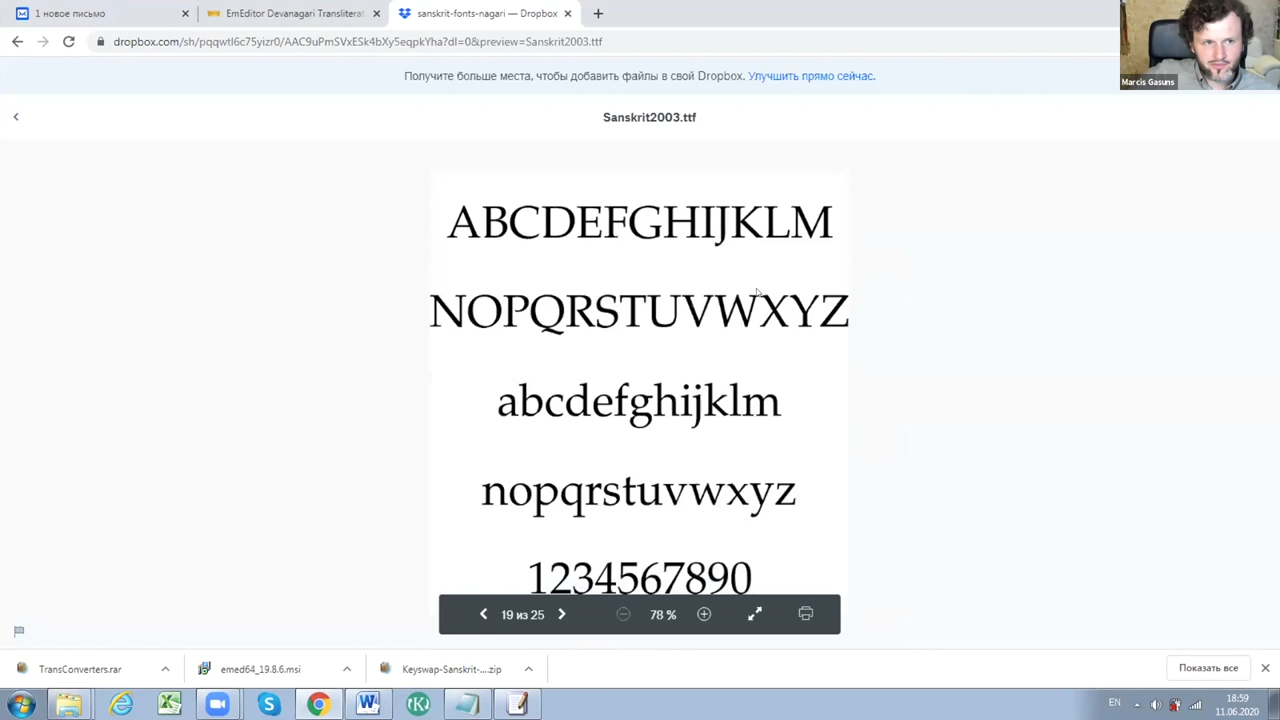 1 новое письмо
EmEditor Devanagari Transliterat
sanskrit-fonts-nagari — Dropbox
dropbox.com/sh/pqqwtl6c75yizr0/AAC9uPmSVxESk4bXy5eqpkYha?dl=0&preview=Sanskrit2003.ttf
Marcis Gasuns
Получите больше места, чтобы добавить файлы в свой Dropbox. Улучшить прямо сейчас.
Sanskrit2003.ttf
ABCDEFGHIJKLM
NOPQRSTUVWXYZ
abcdefghijklm
nopqrstuvwxyz
1234567890
19 из 25
78 %
TransConverters.rar
emed64_19.8.6.msi
Keyswap-Sanskrit-....zip
Показать все
EN
18:59
11.06.2020